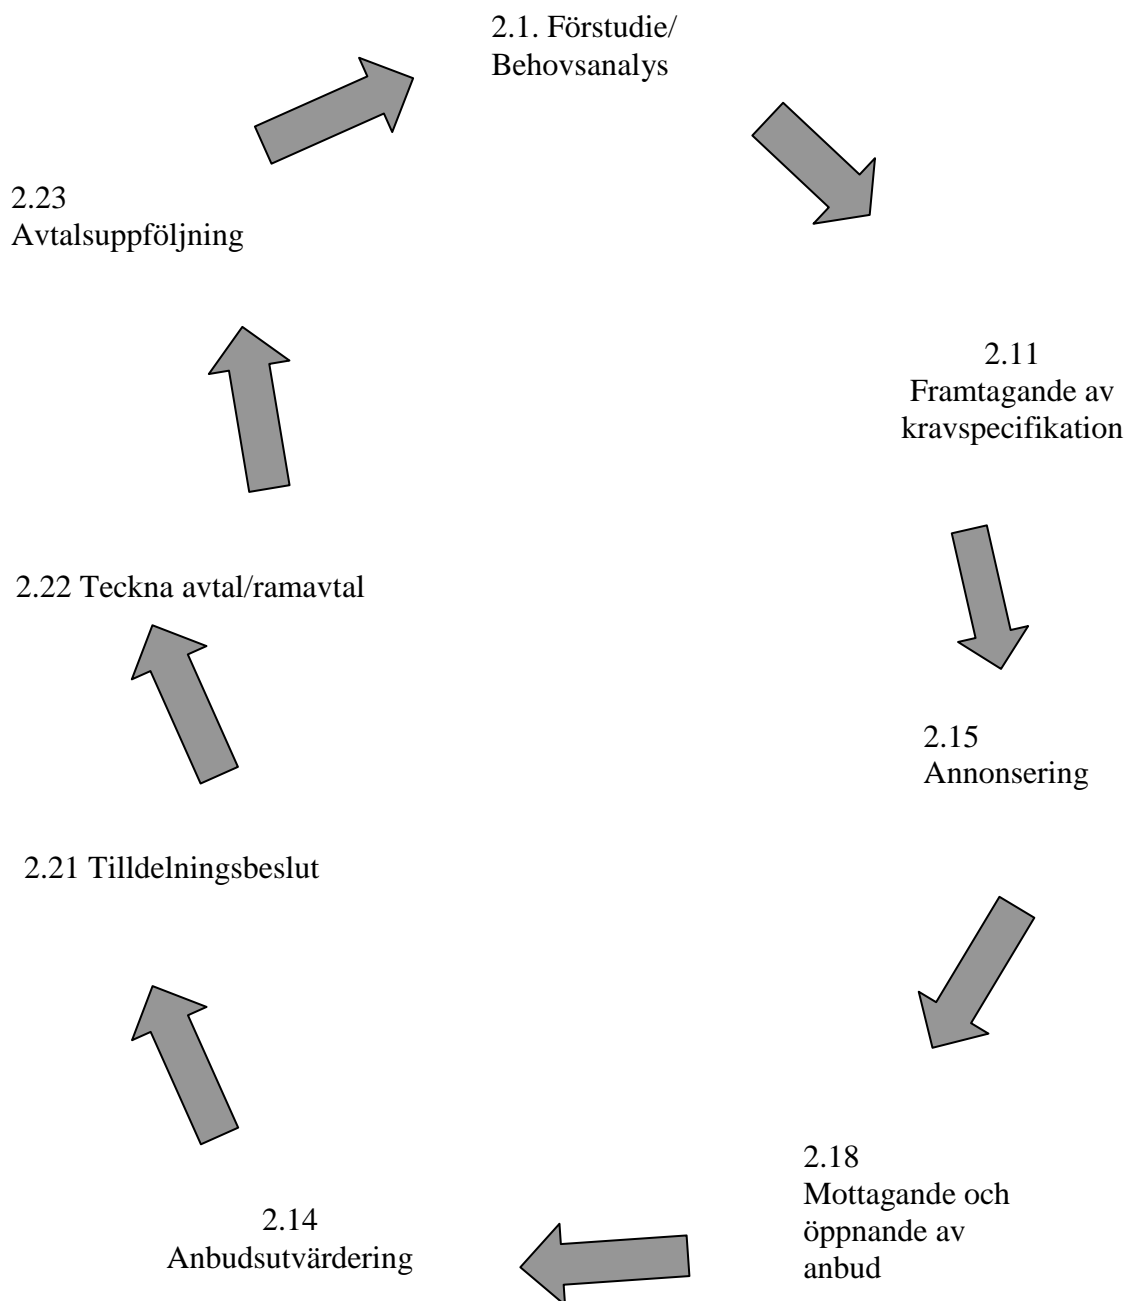 2.1. Förstudie/
Behovsanalys
2.11
Framtagande av
kravspecifikation
2.15
Annonsering
2.18
Mottagande och
öppnande av
anbud
2.14
Anbudsutvärdering
2.21 Tilldelningsbeslut
2.22 Teckna avtal/ramavtal
2.23
Avtalsuppföljning